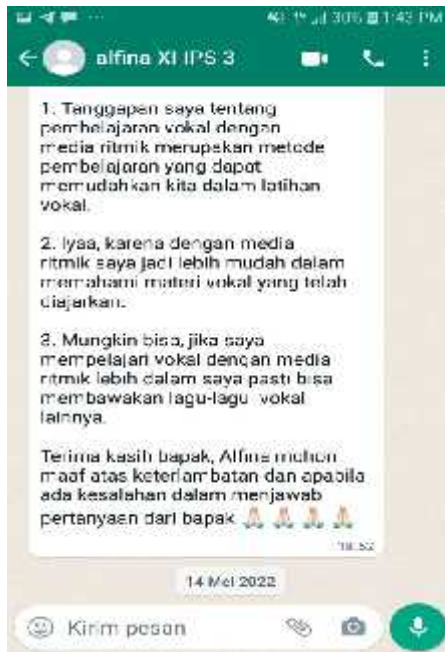 30% 1:43 PM
alfina XI IPS 3
1. Tanggapan saya tentang
pembelajaran vokal dengan
media ritmik merupakan metode
pembelajaran yang dapat
memudahkan kita dalam latihan
vokal.
2. Iyaa, karena dengan media
ritmik saya jadi lebih mudah dalam
memahami materi vokal yang telah
diajarkan.
3. Mungkin bisa, jika saya
mempelajari vokal dengan media
ritmik lebih dalam saya pasti bisa
membawakan lagu-lagu vokal
lainnya.
Terima kasih bapak, Alfina mohon
maaf atas keterlambatan dan apabila
ada kesalahan dalam menjawab
pertanyaan dari bapak 🙏🏻 🙏🏻 🙏🏻 🙏🏻
14 Mei 2022
Kirim pesan